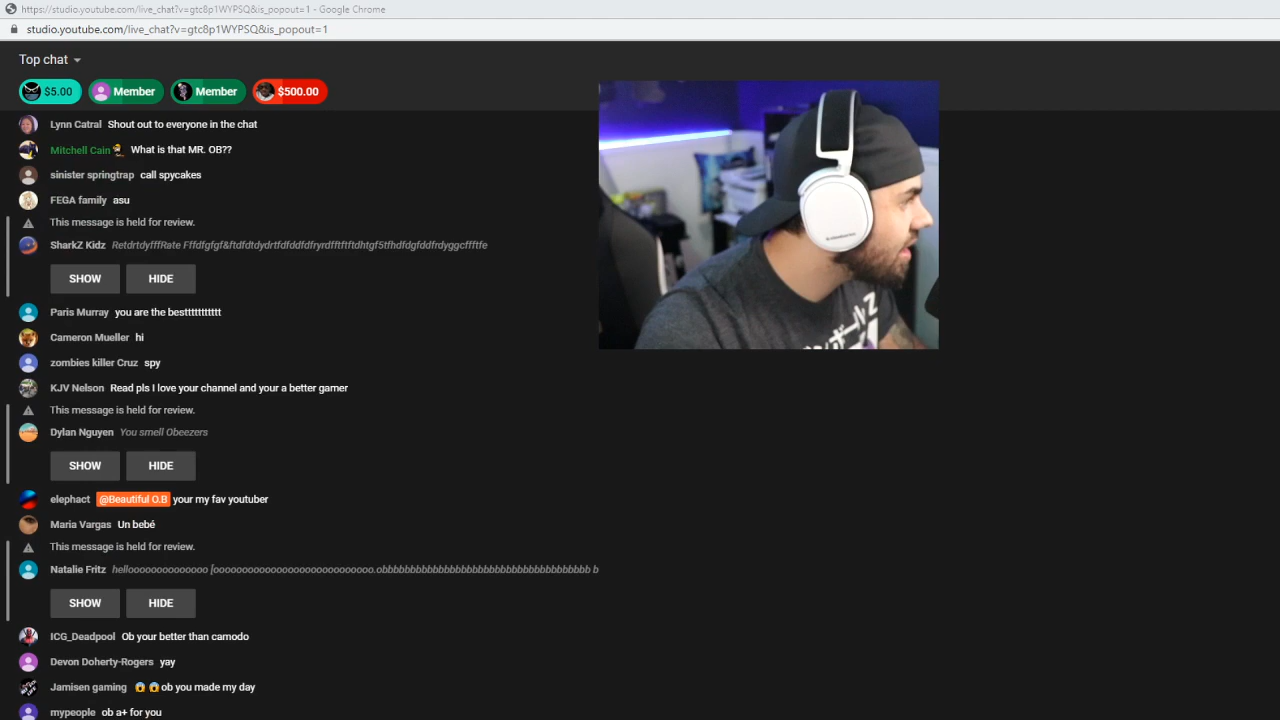 https://studio.youtube.com/live_chat?v=gtc8p1WYPSQ&is_popout=1 - Google Chrome
studio.youtube.com/live_chat?v=gtc8p1WYPSQ&is_popout=1
Top chat
$5.00 Member Member $500.00
Lynn Catral Shout out to everyone in the chat
Mitchell Cain What is that MR. OB??
sinister springtrap call spycakes
FEGA family asu
This message is held for review.
SharkZ Kidz RetdrtdyfffRate Fffdfgfgf&ftdfdtdydrtfdfddfdfryrdfftftftdhtgf5tfhdfdgfddfrdyggcffftfe
SHOW HIDE
Paris Murray you are the besttttttttttt
Cameron Mueller hi
zombies killer Cruz spy
KJV Nelson Read pls I love your channel and your a better gamer
This message is held for review.
Dylan Nguyen You smell Obeezers
SHOW HIDE
elephact @Beautiful O.B your my fav youtuber
Maria Vargas Un bebé
This message is held for review.
Natalie Fritz hellooooooooooooo [oooooooooooooooooooooooooooo.obbbbbbbbbbbbbbbbbbbbbbbbbbbbbbbbbbbbb b
SHOW HIDE
ICG_Deadpool Ob your better than camodo
Devon Doherty-Rogers yay
Jamisen gaming 😱😱ob you made my day
mypeople ob a+ for you